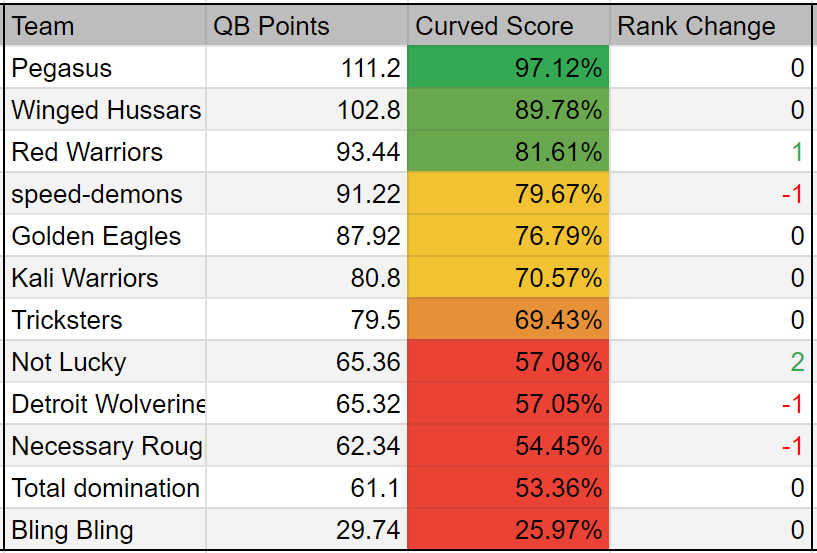 Team QB Points Curved Score Rank Change
Pegasus 111.2 97.12% 0
Winged Hussars 102.8 89.78% 0
Red Warriors 93.44 81.61% 1
speed-demons 91.22 79.67% -1
Golden Eagles 87.92 76.79% 0
Kali Warriors 80.8 70.57% 0
Tricksters 79.5 69.43% 0
Not Lucky 65.36 57.08% 2
Detroit Wolverine 65.32 57.05% -1
Necessary Roug 62.34 54.45% -1
Total domination 61.1 53.36% 0
Bling Bling 29.74 25.97% 0